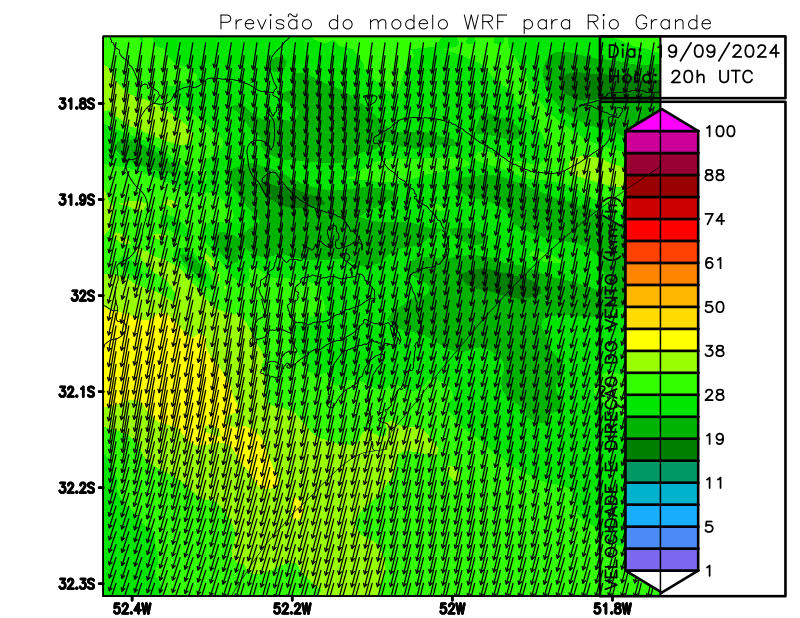 Previsão do modelo WRF para Rio Grande
Dia: 19/09/2024
Hora: 20h UTC
31.8S
31.9S
32S
32.1S
32.2S
32.3S
52.4W
52.2W
52W
51.8W
VELOCIDADE E DIREÇÃO DO VENTO (km/h)
100
88
74
61
50
38
28
19
11
5
1